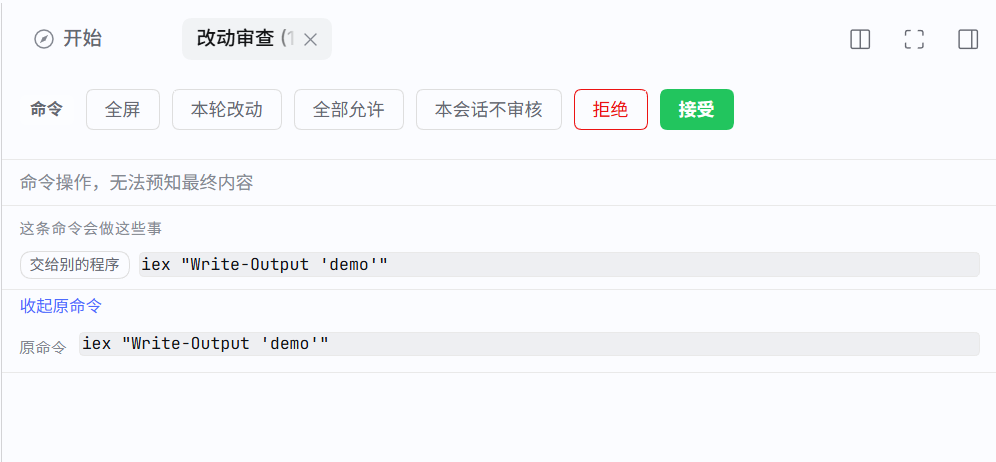 开始 改动审查 (1
命令 全屏 本轮改动 全部允许 本会话不审核 拒绝 接受
命令操作，无法预知最终内容
这条命令会做这些事
交给别的程序 iex "Write-Output 'demo'"
收起原命令
原命令 iex "Write-Output 'demo'"